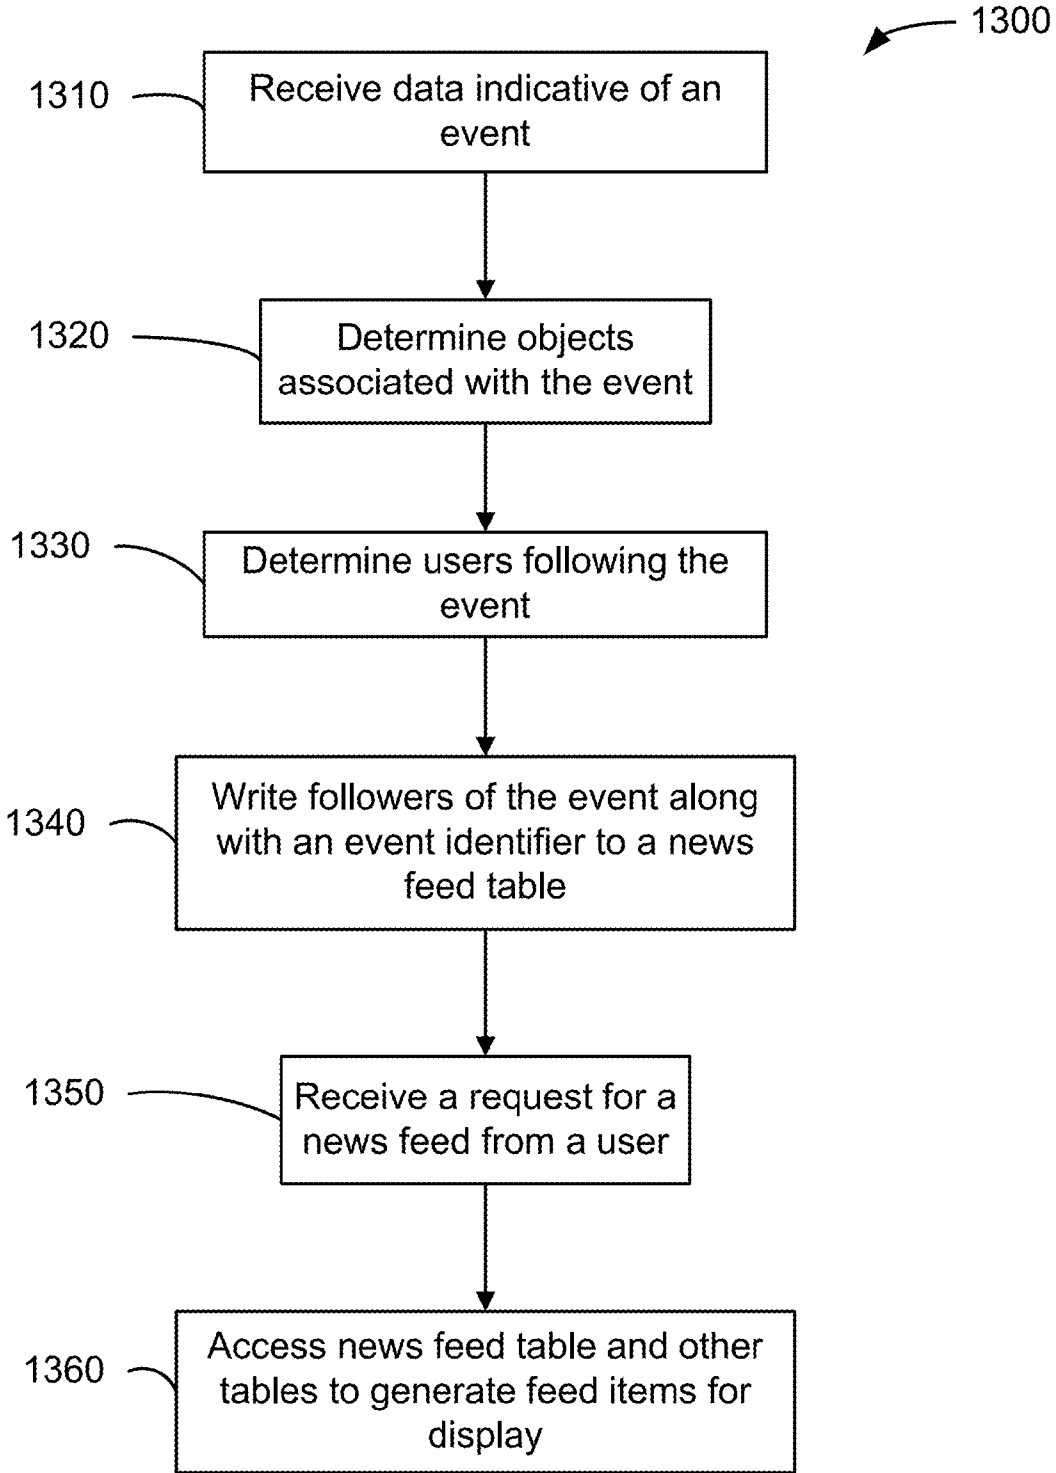 1300
1310
Receive data indicative of an
event
1320
Determine objects
associated with the event
1330
Determine users following the
event
1340
Write followers of the event along
with an event identifier to a news
feed table
1350
Receive a request for a
news feed from a user
1360
Access news feed table and other
tables to generate feed items for
display